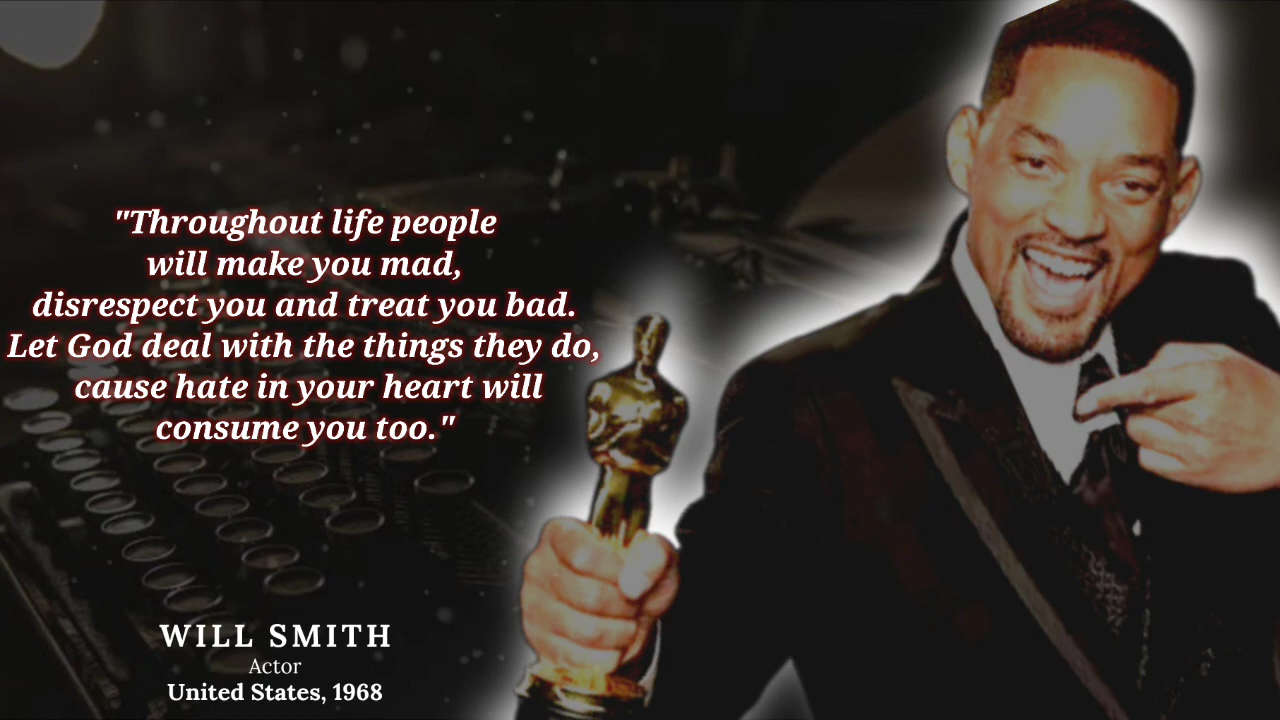 "Throughout life people
will make you mad,
disrespect you and treat you bad.
Let God deal with the things they do,
cause hate in your heart will
consume you too."
WILL SMITH
Actor
United States, 1968